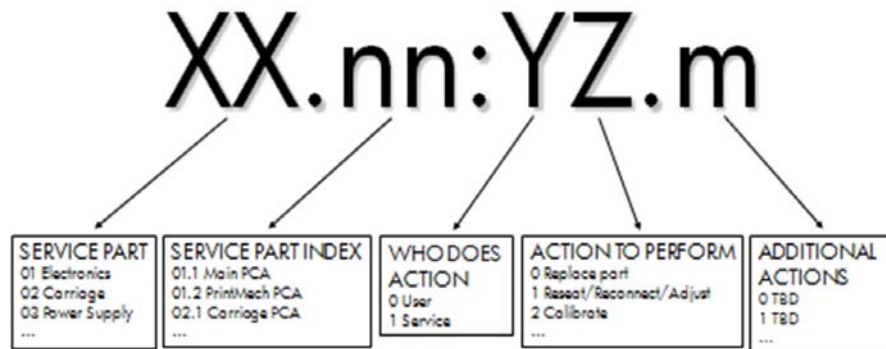 XX.nn:YZ.m
SERVICE PART
01 Electronics
02 Carriage
03 Power Supply
...
SERVICE PART INDEX
01.1 Main PCA
01.2 PrintMech PCA
02.1 Carriage PCA
...
WHO DOES
ACTION
0 User
1 Service
ACTION TO PERFORM
0 Replace part
1 Reseat/Reconnect/Adjust
2 Calibrate
...
ADDITIONAL
ACTIONS
0 TBD
1 TBD
...